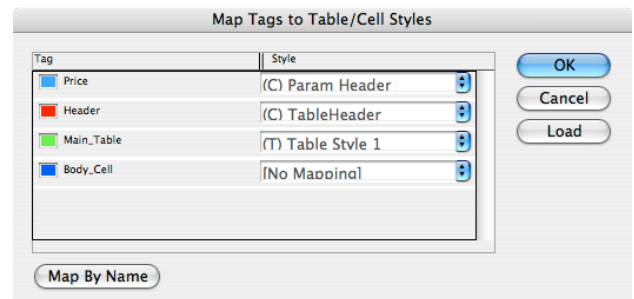 Map Tags to Table/Cell Styles
Tag Style
Price (C) Param Header
Header (C) TableHeader
Main_Table (T) Table Style 1
Body_Cell [No Mapping]
OK
Cancel
Load
Map By Name